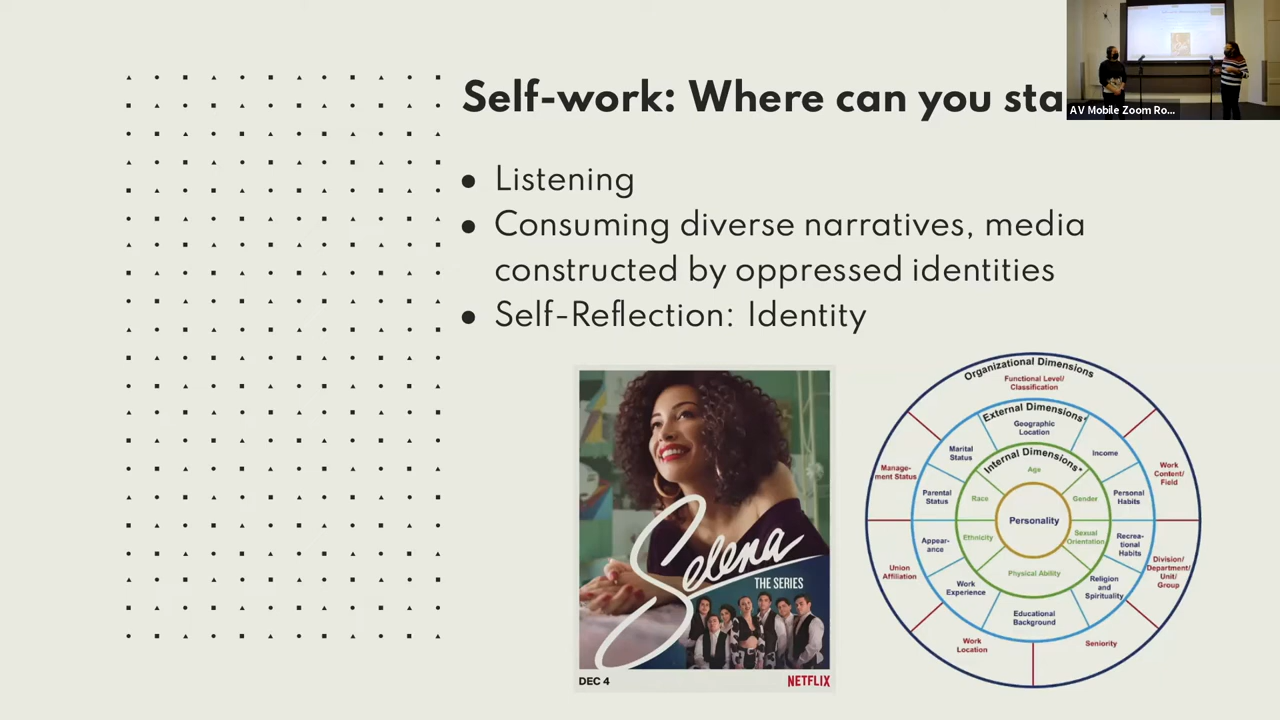 Self-work: Where can you sta
AV Mobile Zoom Ro...
● Listening
● Consuming diverse narratives, media
constructed by oppressed identities
● Self-Reflection: Identity
Selena
THE SERIES
DEC 4
NETFLIX
Organizational Dimensions
Functional Level/
Classification
External Dimensions*
Geographic
Location
Marital
Status
Income
Internal Dimensions*
Age
Manage-
ment Status
Work
Content/
Field
Parental
Status
Race
Gender
Personal
Habits
Personality
Appear-
ance
Ethnicity
Sexual
Orientation
Recrea-
tional
Habits
Union
Affiliation
Physical Ability
Division/
Department/
Unit/
Group
Work
Experience
Religion
and
Spirituality
Educational
Background
Work
Location
Seniority